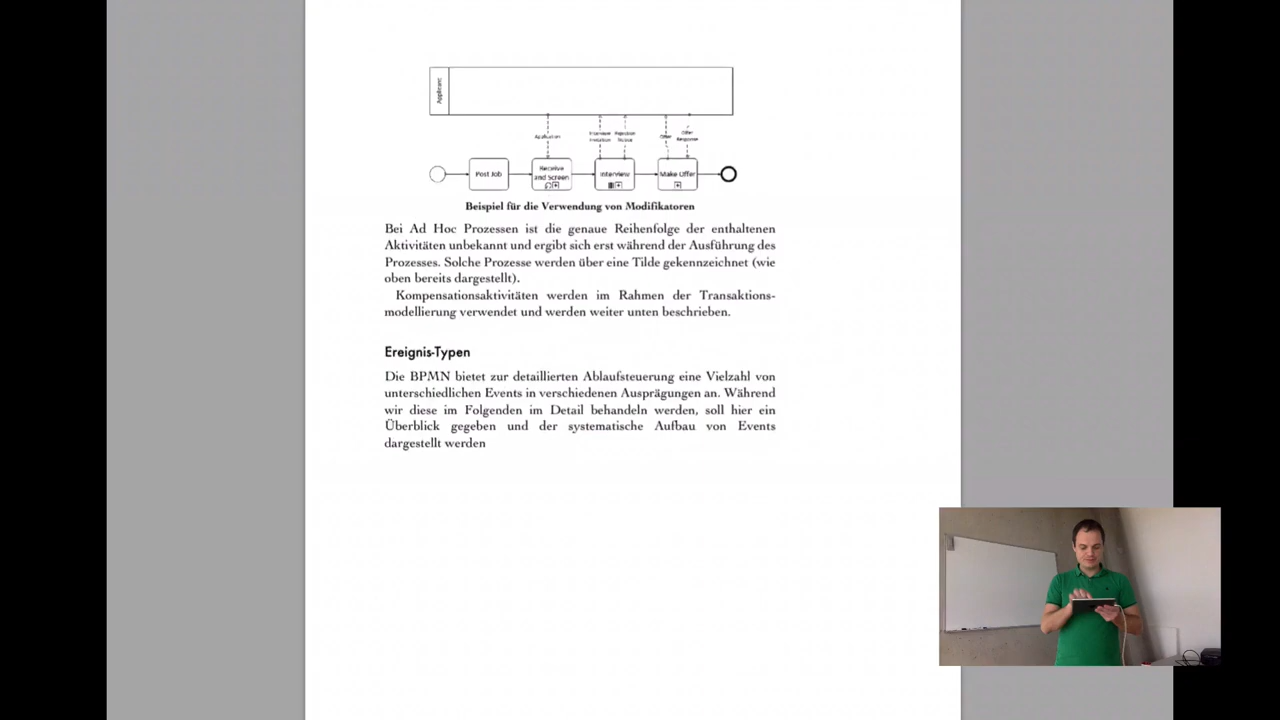 Applicant
Application
Interview Invitation
Rejection Notice
Offer
Offer Response
Post Job
Receive and Screen
Interview
Make Offer
Beispiel für die Verwendung von Modifikatoren
Bei Ad Hoc Prozessen ist die genaue Reihenfolge der enthaltenen
Aktivitäten unbekannt und ergibt sich erst während der Ausführung des
Prozesses. Solche Prozesse werden über eine Tilde gekennzeichnet (wie
oben bereits dargestellt).
Kompensationsaktivitäten werden im Rahmen der Transaktions-
modellierung verwendet und werden weiter unten beschrieben.
Ereignis-Typen
Die BPMN bietet zur detaillierten Ablaufsteuerung eine Vielzahl von
unterschiedlichen Events in verschiedenen Ausprägungen an. Während
wir diese im Folgenden im Detail behandeln werden, soll hier ein
Überblick gegeben und der systematische Aufbau von Events
dargestellt werden